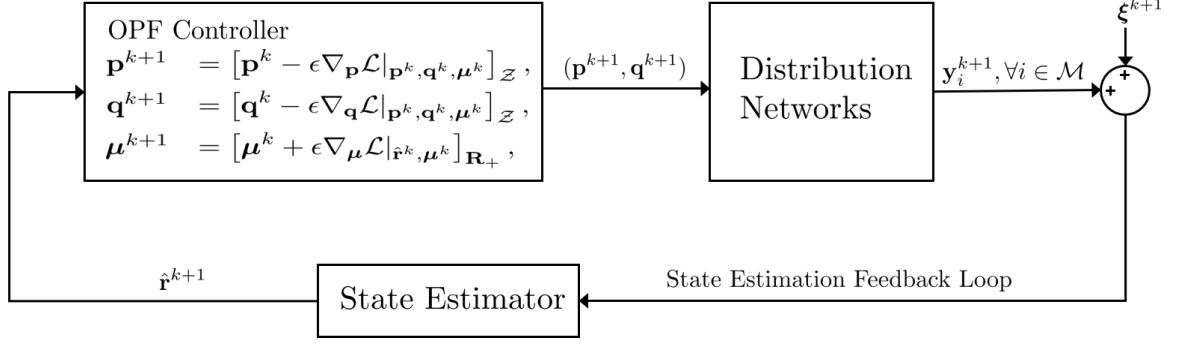 OPF Controller
𝐩^{k+1} = [𝐩^k − ϵ∇_𝐩 ℒ|_{𝐩^k,𝐪^k,𝝁^k}]_𝒵 ,
𝐪^{k+1} = [𝐪^k − ϵ∇_𝐪 ℒ|_{𝐩^k,𝐪^k,𝝁^k}]_𝒵 ,
𝝁^{k+1} = [𝝁^k + ϵ∇_𝝁 ℒ|_{𝐫̂^k,𝝁^k}]_{𝐑_+} ,
(𝐩^{k+1}, 𝐪^{k+1})
Distribution
Networks
𝐲_i^{k+1}, ∀i ∈ ℳ
𝝃^{k+1}
+
+
𝐫̂^{k+1}
State Estimator
State Estimation Feedback Loop